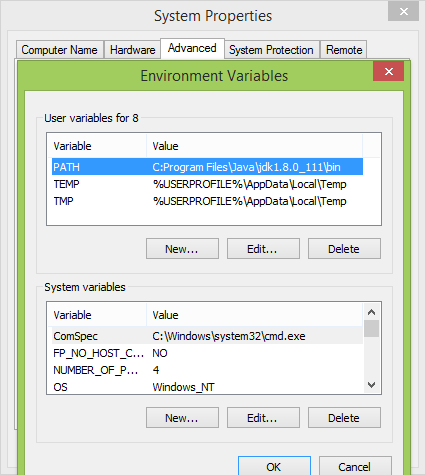 System Properties
Computer Name Hardware Advanced System Protection Remote
Environment Variables
User variables for 8
Variable Value
PATH C:Program Files\Java\jdk1.8.0_111\bin
TEMP %USERPROFILE%\AppData\Local\Temp
TMP %USERPROFILE%\AppData\Local\Temp
New... Edit... Delete
System variables
Variable Value
ComSpec C:\Windows\system32\cmd.exe
FP_NO_HOST_C... NO
NUMBER_OF_P... 4
OS Windows_NT
New... Edit... Delete
OK Cancel